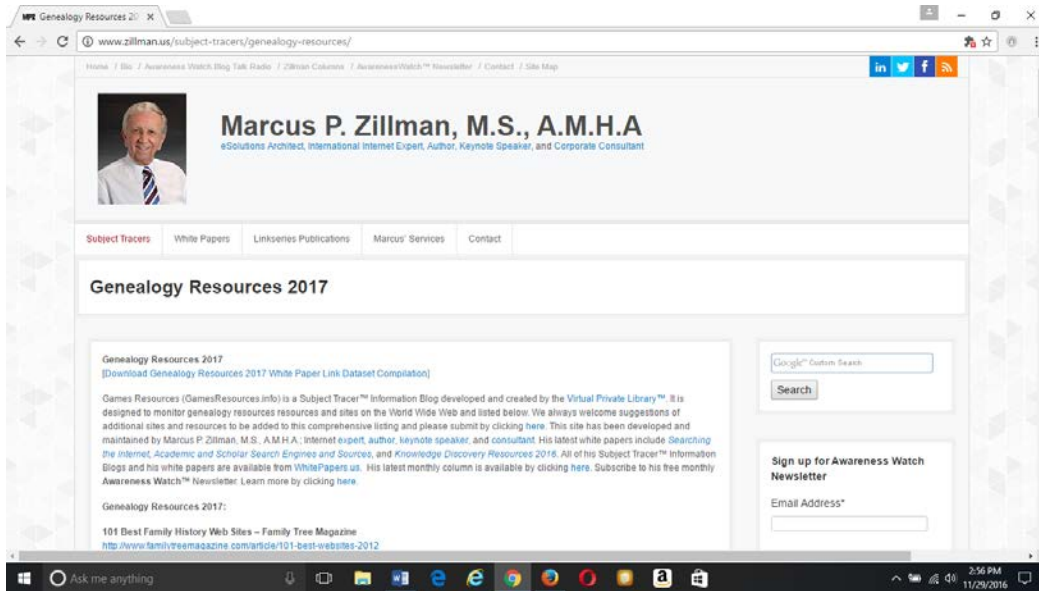 Genealogy Resources 20
www.zillman.us/subject-tracers/genealogy-resources/
Home / Bio / Awareness Watch Blog Talk Radio / Zillman Columns / AwarenessWatch™ Newsletter / Contact / Site Map
Marcus P. Zillman, M.S., A.M.H.A
eSolutions Architect, International Internet Expert, Author, Keynote Speaker, and Corporate Consultant
Subject Tracers White Papers Linkseries Publications Marcus' Services Contact
Genealogy Resources 2017
Genealogy Resources 2017
[Download Genealogy Resources 2017 White Paper Link Dataset Compilation]
Games Resources (GamesResources.info) is a Subject Tracer™ Information Blog developed and created by the Virtual Private Library™. It is
designed to monitor genealogy resources resources and sites on the World Wide Web and listed below. We always welcome suggestions of
additional sites and resources to be added to this comprehensive listing and please submit by clicking here. This site has been developed and
maintained by Marcus P. Zillman, M.S., A.M.H.A.; Internet expert, author, keynote speaker, and consultant. His latest white papers include Searching
the Internet, Academic and Scholar Search Engines and Sources, and Knowledge Discovery Resources 2016. All of his Subject Tracer™ Information
Blogs and his white papers are available from WhitePapers.us. His latest monthly column is available by clicking here. Subscribe to his free monthly
Awareness Watch™ Newsletter. Learn more by clicking here.
Genealogy Resources 2017:
101 Best Family History Web Sites – Family Tree Magazine
http://www.familytreemagazine.com/article/101-best-websites-2012
Google™ Custom Search
Search
Sign up for Awareness Watch
Newsletter
Email Address*
Ask me anything
2:56 PM
11/29/2016